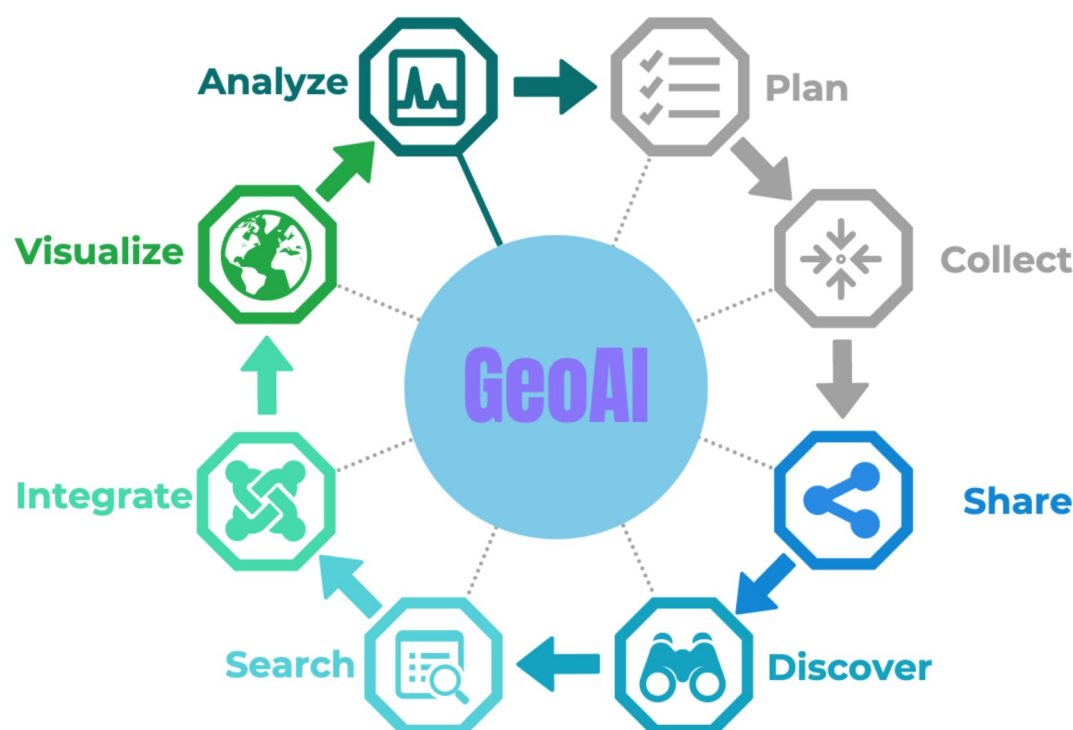 Analyze
Plan
Visualize
Collect
GeoAI
Integrate
Share
Search
Discover